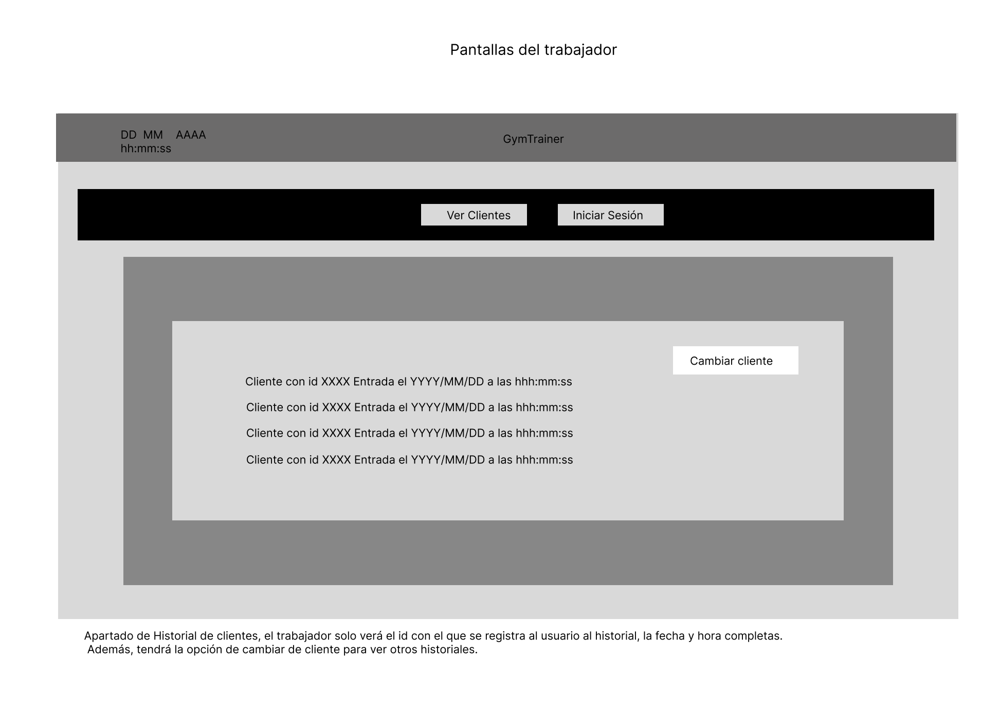 Pantallas del trabajador
DD MM AAAA
hh:mm:ss
GymTrainer
Ver Clientes
Iniciar Sesión
Cambiar cliente
Cliente con id XXXX Entrada el YYYY/MM/DD a las hhh:mm:ss
Cliente con id XXXX Entrada el YYYY/MM/DD a las hhh:mm:ss
Cliente con id XXXX Entrada el YYYY/MM/DD a las hhh:mm:ss
Cliente con id XXXX Entrada el YYYY/MM/DD a las hhh:mm:ss
Apartado de Historial de clientes, el trabajador solo verá el id con el que se registra al usuario al historial, la fecha y hora completas.
Además, tendrá la opción de cambiar de cliente para ver otros historiales.